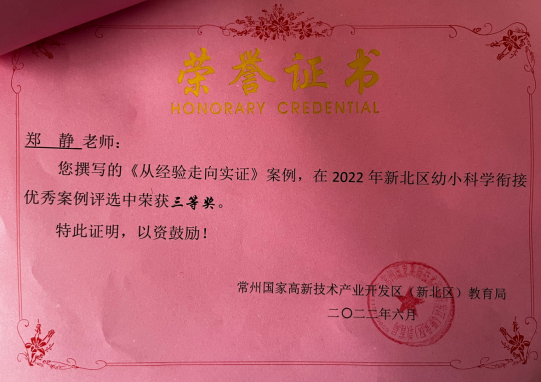 荣誉证书
HONORARY CREDENTIAL
郑 静 老师:
您撰写的《从经验走向实证》案例，在 2022 年新北区幼小科学衔接
优秀案例评选中荣获三等奖。
特此证明，以资鼓励！
常州国家高新技术产业开发区（新北区）教育局
二〇二二年六月